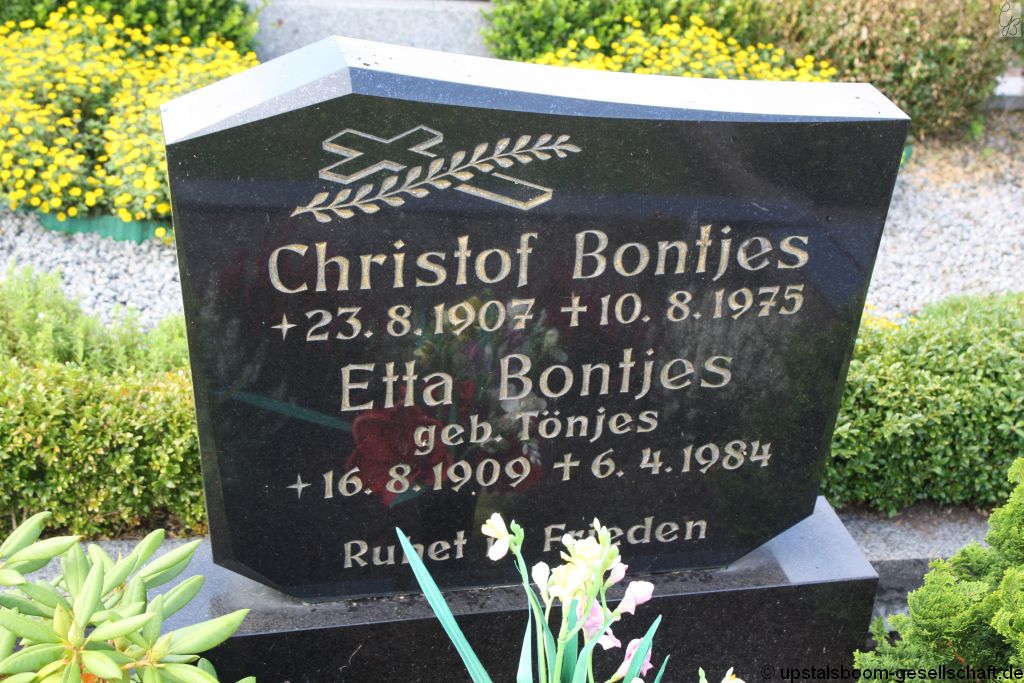 Christof Bontjes
23. 8. 1907 † 10. 8. 1975
Etta Bontjes
geb. Tönjes
16. 8. 1909 † 6. 4. 1984
Ruhet Frieden
© upstalsboom-gesellschaft.de